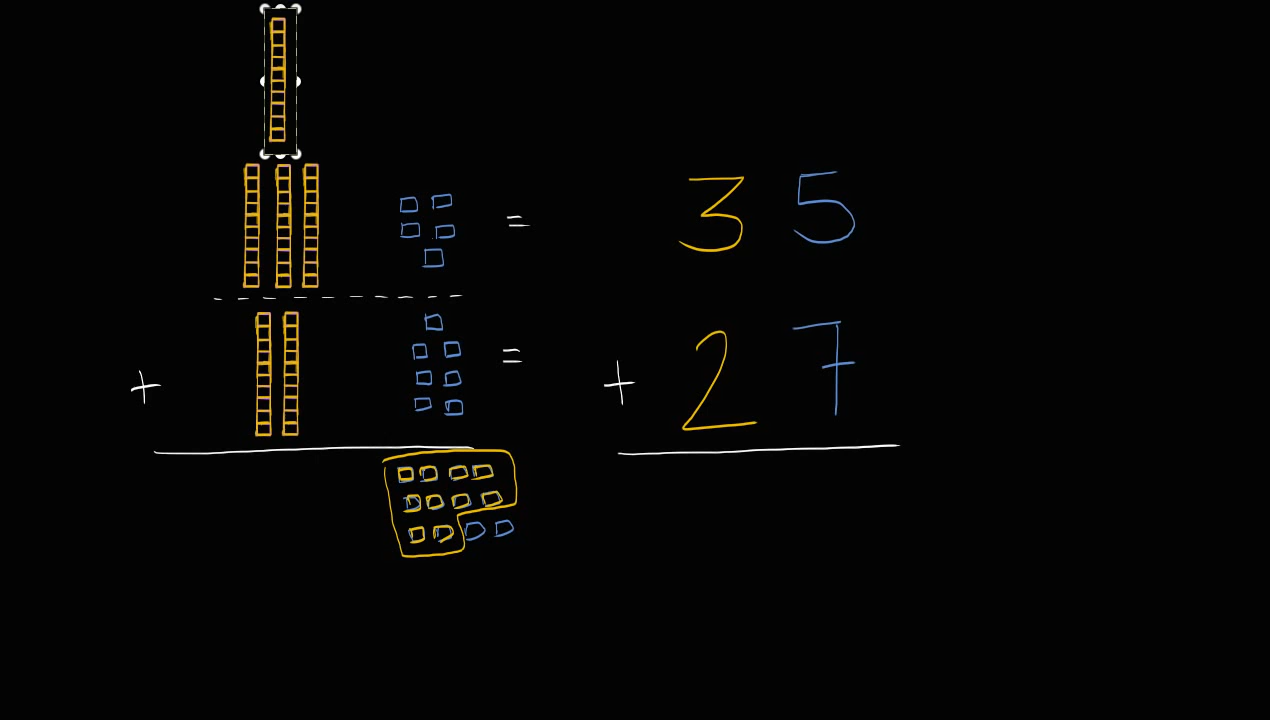 = 35
+ = + 27